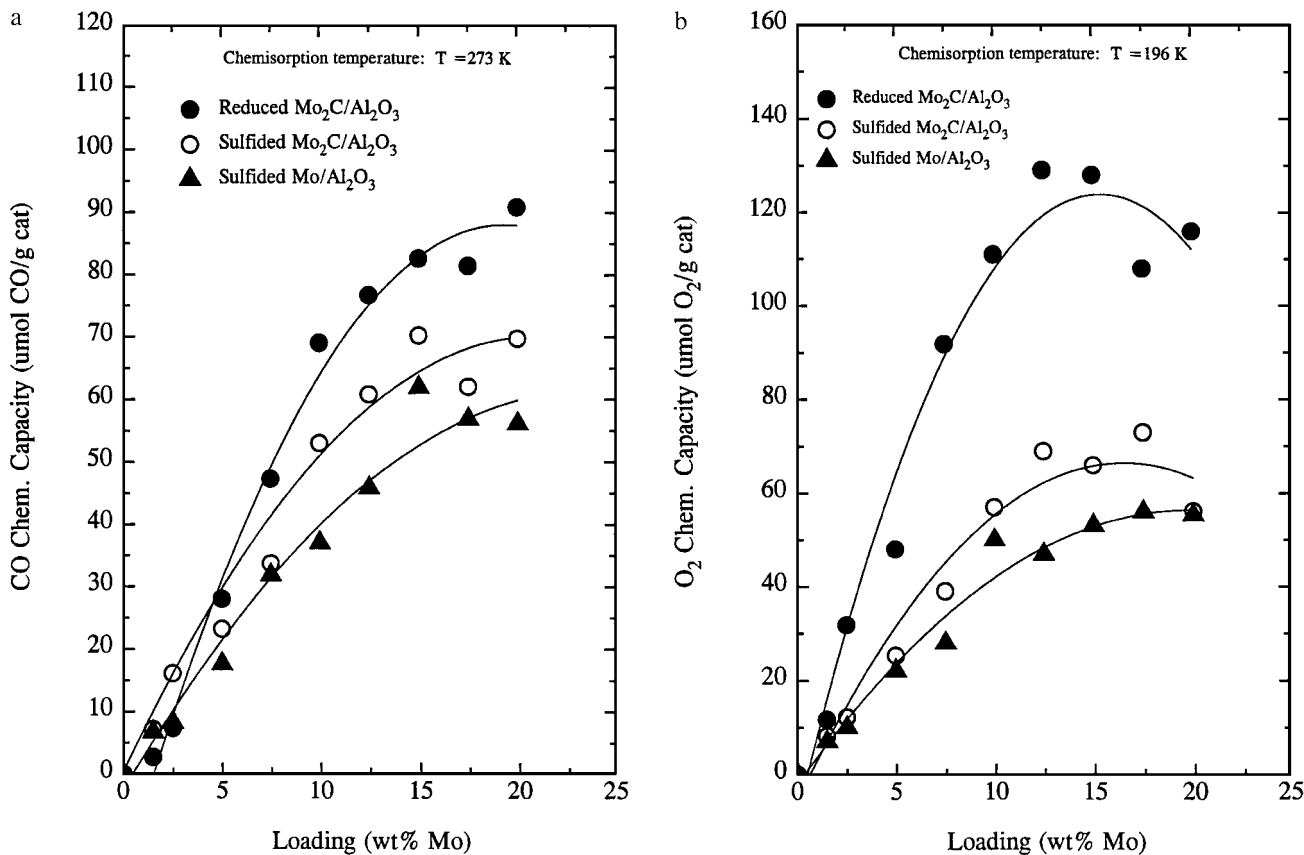 a
CO Chem. Capacity (umol CO/g cat)
120
110
100
90
80
70
60
50
40
30
20
10
0
Chemisorption temperature: T =273 K
Reduced Mo₂C/Al₂O₃
Sulfided Mo₂C/Al₂O₃
Sulfided Mo/Al₂O₃
0 5 10 15 20 25
Loading (wt% Mo)
b
O₂ Chem. Capacity (umol O₂/g cat)
160
140
120
100
80
60
40
20
0
Chemisorption temperature: T =196 K
Reduced Mo₂C/Al₂O₃
Sulfided Mo₂C/Al₂O₃
Sulfided Mo/Al₂O₃
0 5 10 15 20 25
Loading (wt% Mo)